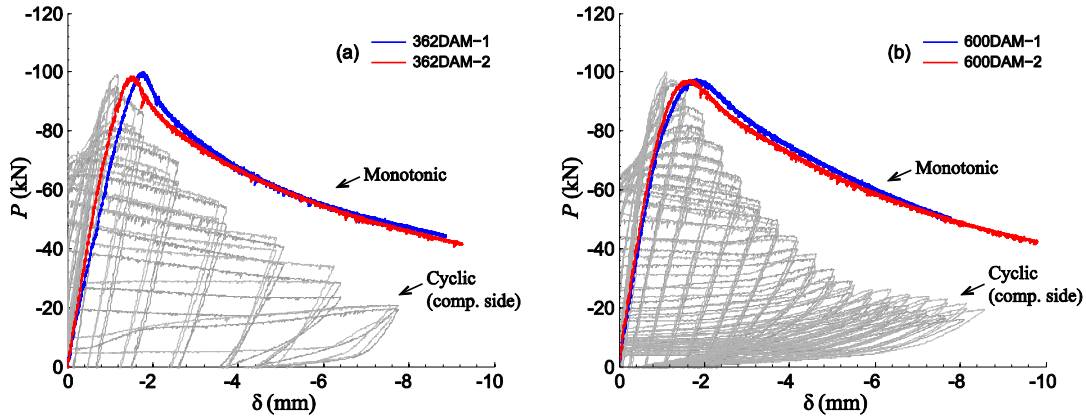 (a)
362DAM-1
362DAM-2
Monotonic
Cyclic
(comp. side)
P (kN)
-120
-100
-80
-60
-40
-20
0
0 -2 -4 -6 -8 -10
δ (mm)
(b)
600DAM-1
600DAM-2
Monotonic
Cyclic
(comp. side)
P (kN)
-120
-100
-80
-60
-40
-20
0
0 -2 -4 -6 -8 -10
δ (mm)